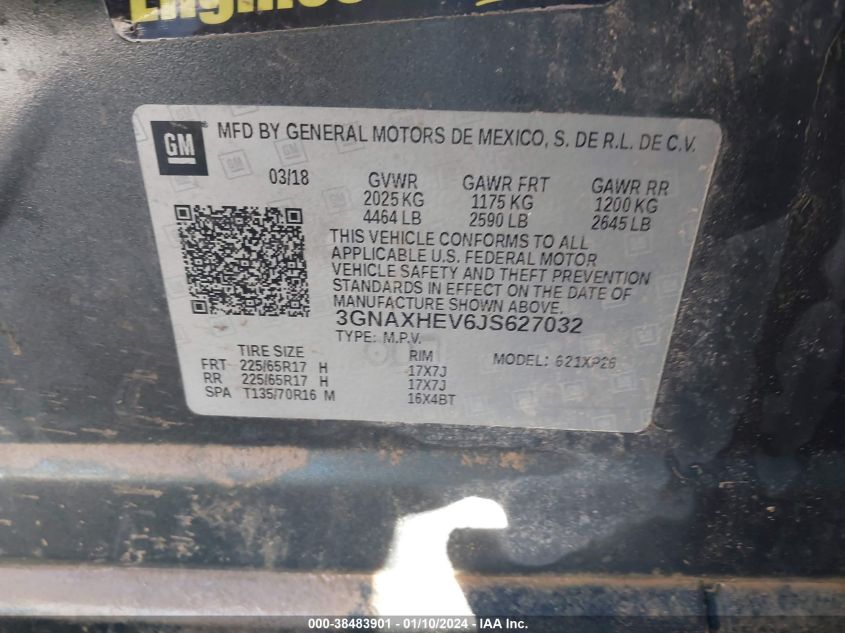 Engine
GM
MFD BY GENERAL MOTORS DE MEXICO, S. DE R.L. DE C.V.
03/18 GVWR GAWR FRT GAWR RR
2025 KG 1175 KG 1200 KG
4464 LB 2590 LB 2645 LB
THIS VEHICLE CONFORMS TO ALL
APPLICABLE U.S. FEDERAL MOTOR
VEHICLE SAFETY AND THEFT PREVENTION
STANDARDS IN EFFECT ON THE DATE OF
MANUFACTURE SHOWN ABOVE.
3GNAXHEV6JS627032
TYPE: M.P.V.
TIRE SIZE RIM MODEL: 621XP26
FRT 225/65R17 H 17X7J
RR 225/65R17 H 17X7J
SPA T135/70R16 M 16X4BT
000-38483901 - 01/10/2024 - IAA Inc.